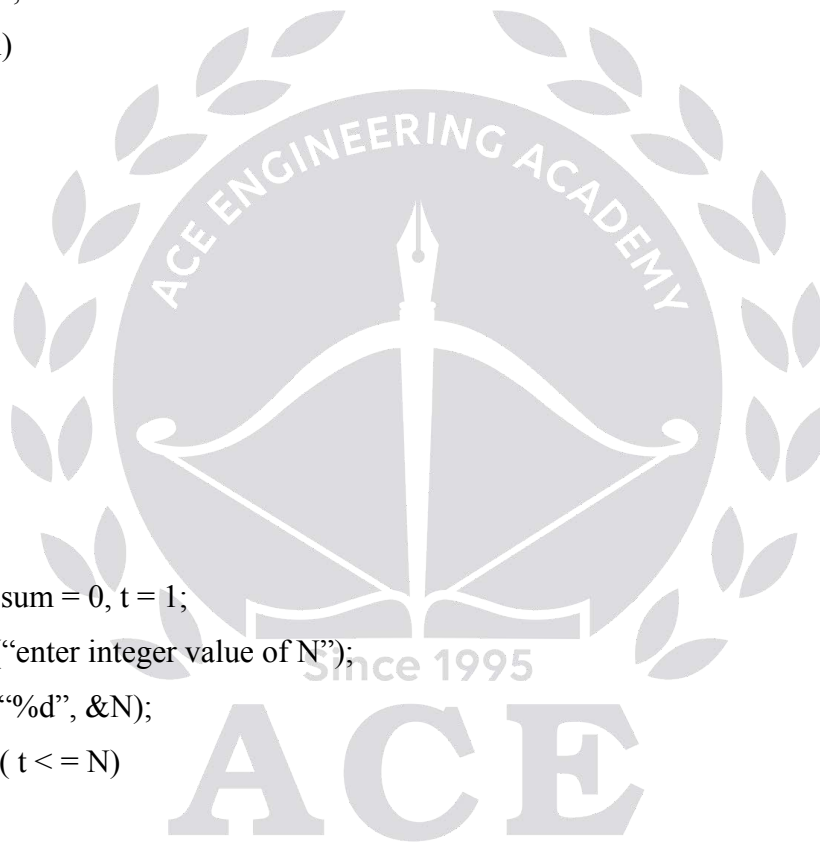 )
ACE ENGINEERING ACADEMY
sum = 0, t = 1;
(“enter integer value of N”);
Since 1995
“%d”, &N);
( t < = N)
ACE